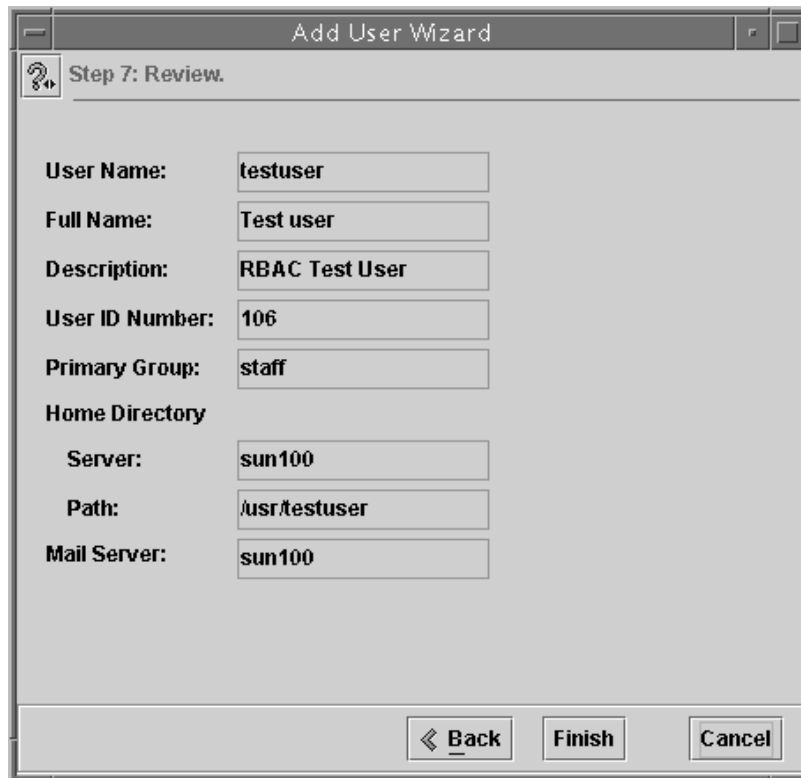 Add User Wizard
Step 7: Review.
User Name: testuser
Full Name: Test user
Description: RBAC Test User
User ID Number: 106
Primary Group: staff
Home Directory
Server: sun100
Path: /usr/testuser
Mail Server: sun100
Back Finish Cancel